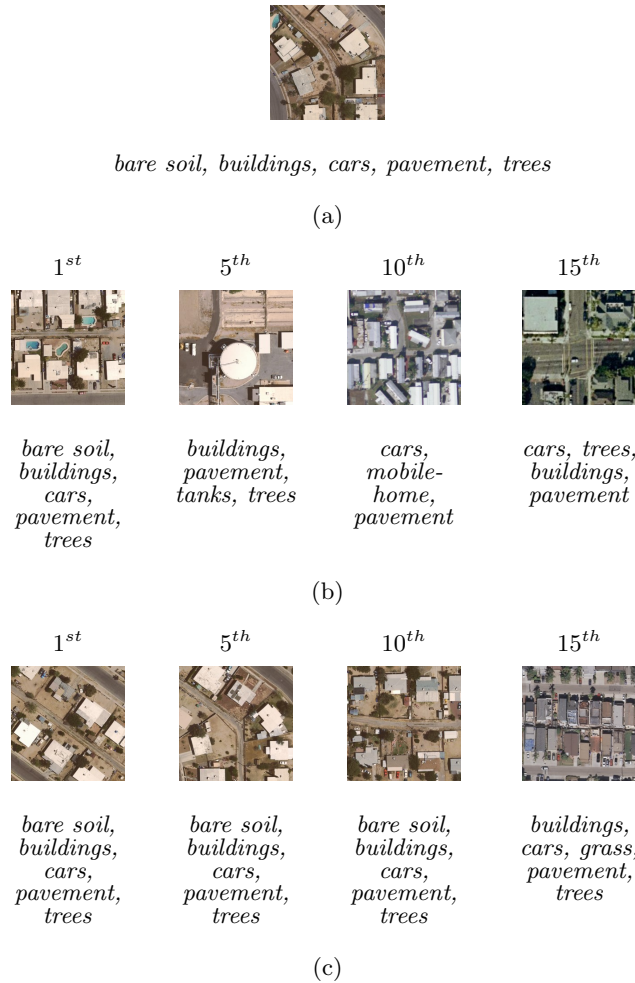 bare soil, buildings, cars, pavement, trees
(a)
1st 5th 10th 15th
bare soil,
buildings,
cars,
pavement,
trees
buildings,
pavement,
tanks, trees
cars,
mobile-
home,
pavement
cars, trees,
buildings,
pavement
(b)
1st 5th 10th 15th
bare soil,
buildings,
cars,
pavement,
trees
bare soil,
buildings,
cars,
pavement,
trees
bare soil,
buildings,
cars,
pavement,
trees
buildings,
cars, grass,
pavement,
trees
(c)